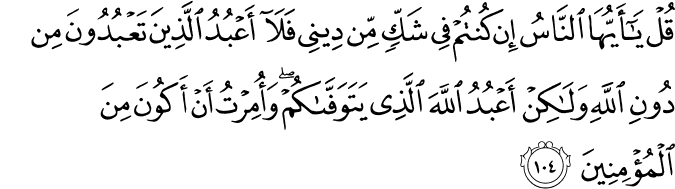 قُلْ يَـٰٓأَيُّهَا ٱلنَّاسُ إِن كُنتُمْ فِى شَكٍّ مِّن دِينِى فَلَآ أَعْبُدُ ٱلَّذِينَ تَعْبُدُونَ مِن
دُونِ ٱللَّهِ وَلَـٰكِنْ أَعْبُدُ ٱللَّهَ ٱلَّذِى يَتَوَفَّىٰكُمْ ۖ وَأُمِرْتُ أَنْ أَكُونَ مِنَ
ٱلْمُؤْمِنِينَ ١٠٤